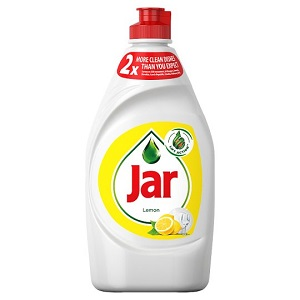 2x
MORE CLEAN DISHES
THAN YOU EXPECT
Jar
Lemon